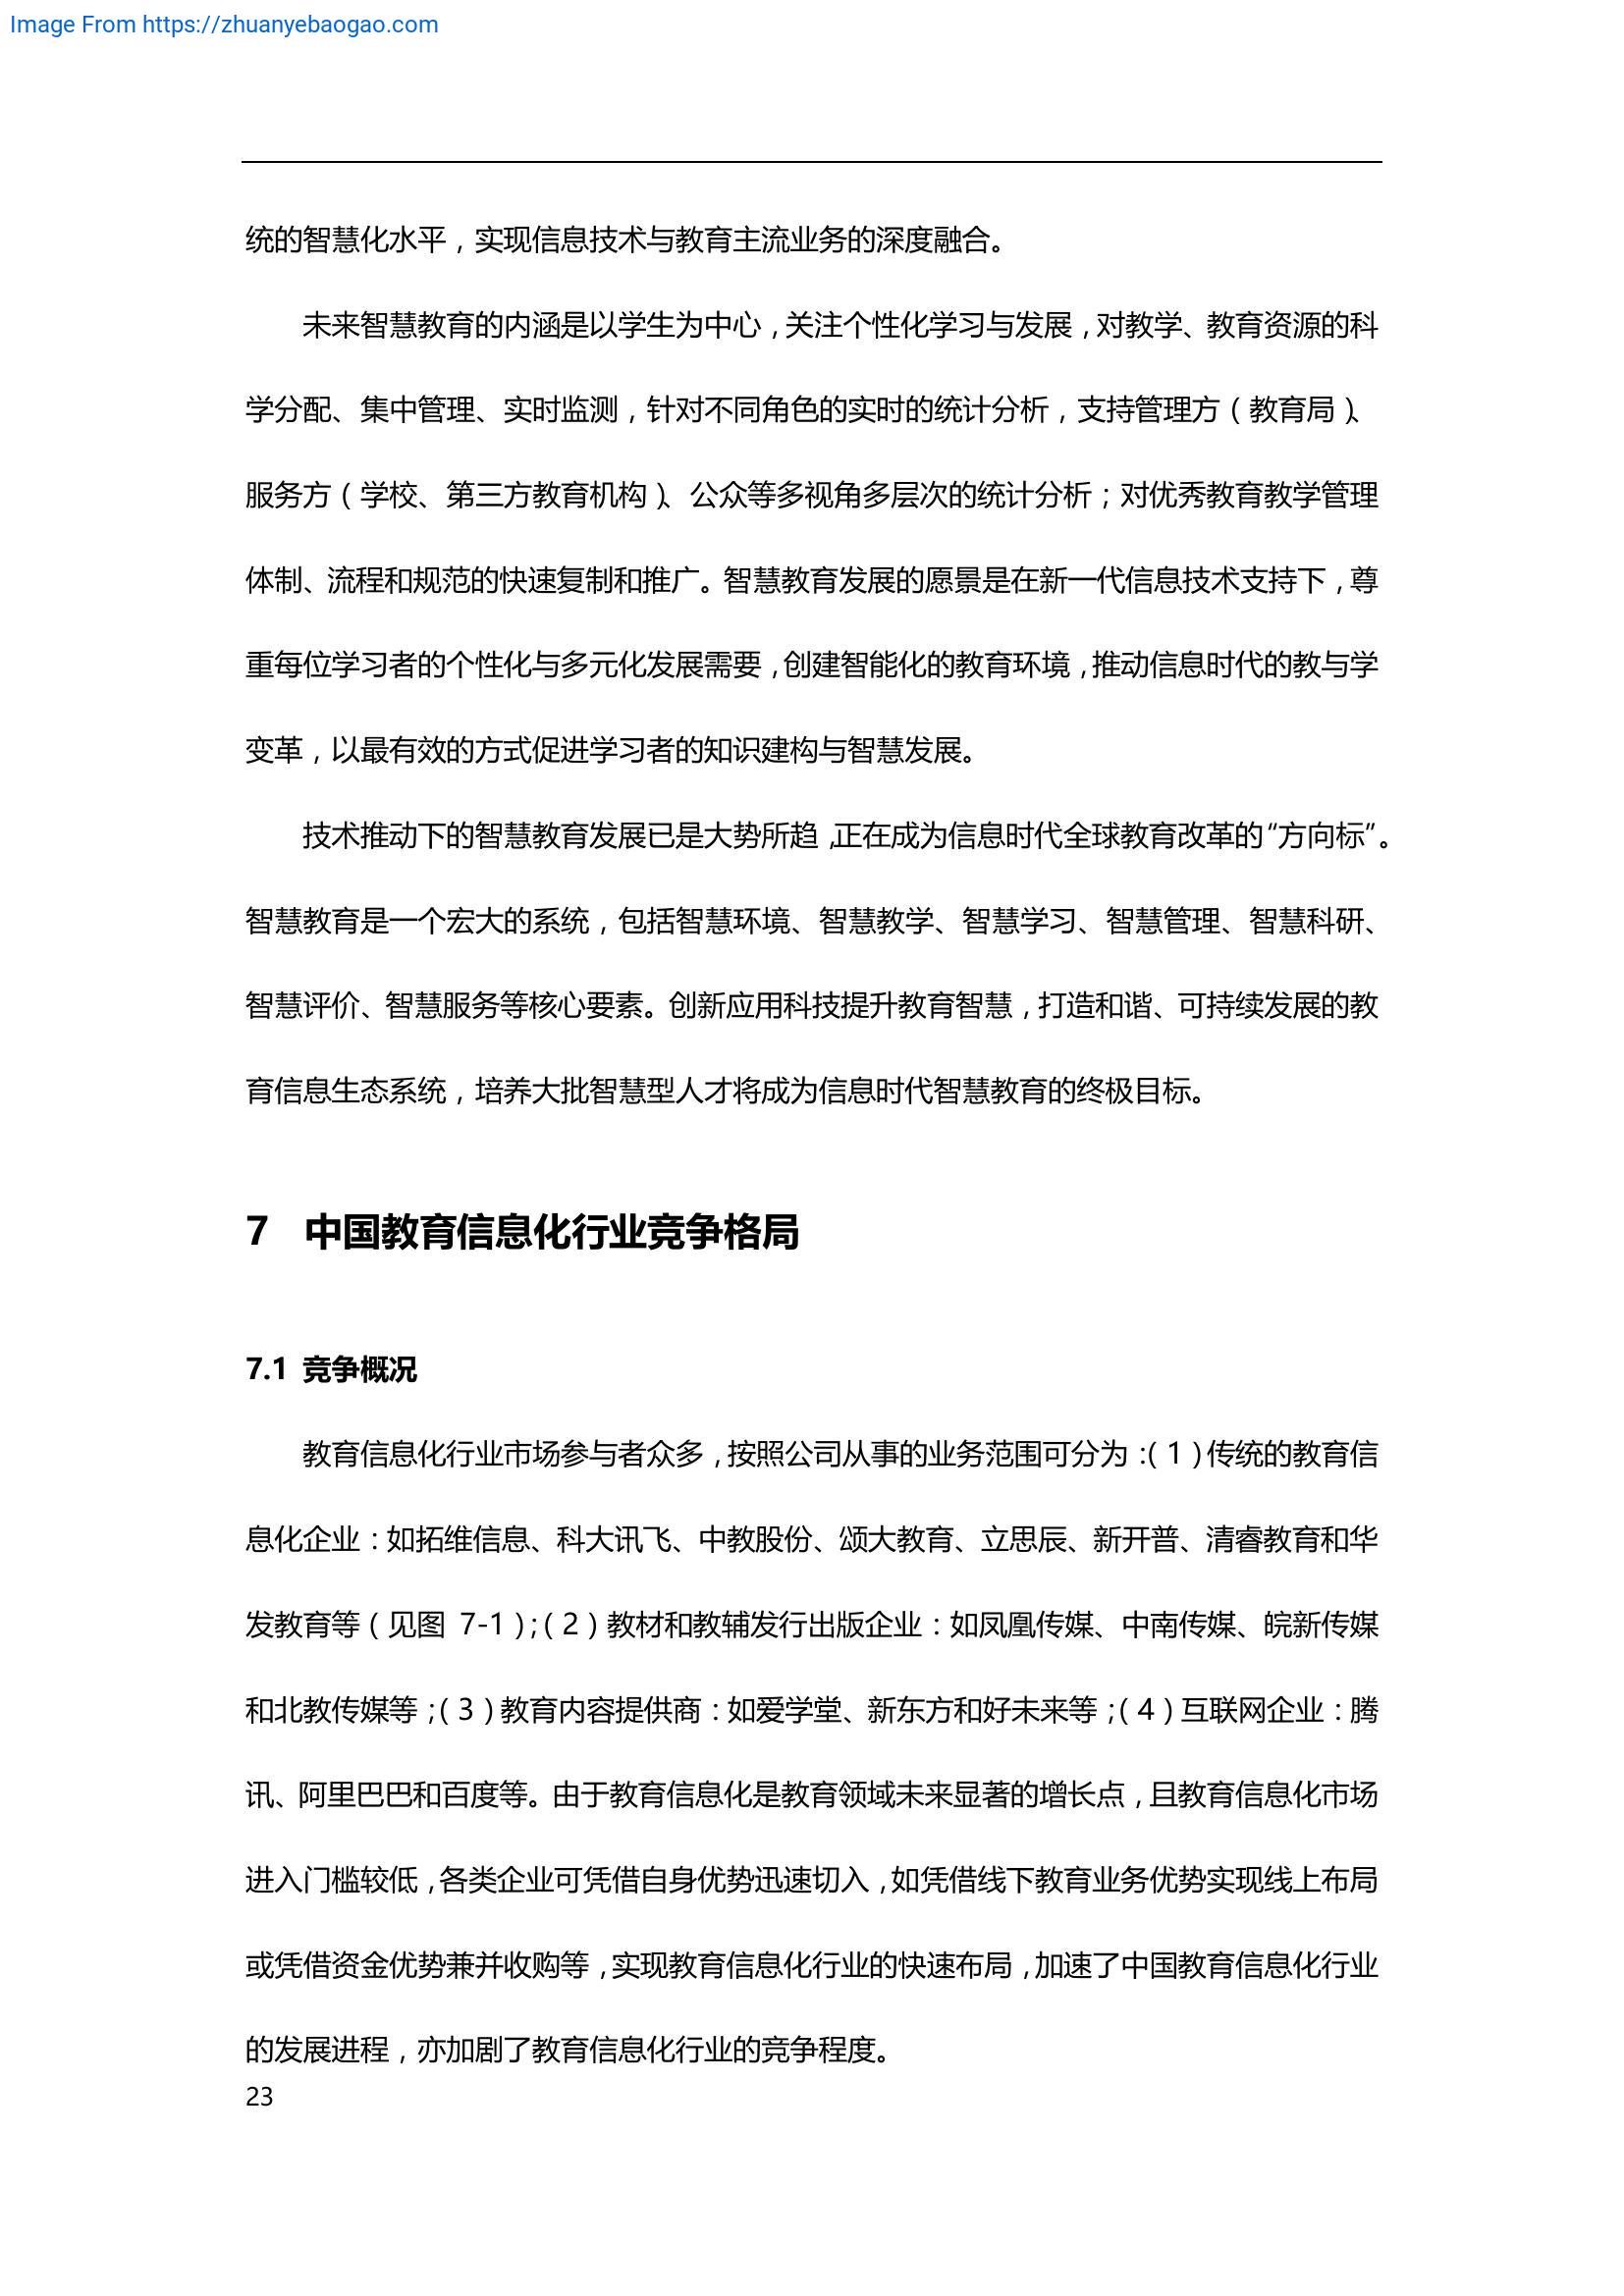 Image From https://zhuanyebaogao.com
统的智慧化水平，实现信息技术与教育主流业务的深度融合。
未来智慧教育的内涵是以学生为中心，关注个性化学习与发展，对教学、教育资源的科
学分配、集中管理、实时监测，针对不同角色的实时的统计分析，支持管理方（教育局）、
服务方（学校、第三方教育机构）、公众等多视角多层次的统计分析；对优秀教育教学管理
体制、流程和规范的快速复制和推广。智慧教育发展的愿景是在新一代信息技术支持下，尊
重每位学习者的个性化与多元化发展需要，创建智能化的教育环境，推动信息时代的教与学
变革，以最有效的方式促进学习者的知识建构与智慧发展。
技术推动下的智慧教育发展已是大势所趋，正在成为信息时代全球教育改革的“方向标”。
智慧教育是一个宏大的系统，包括智慧环境、智慧教学、智慧学习、智慧管理、智慧科研、
智慧评价、智慧服务等核心要素。创新应用科技提升教育智慧，打造和谐、可持续发展的教
育信息生态系统，培养大批智慧型人才将成为信息时代智慧教育的终极目标。
7 中国教育信息化行业竞争格局
7.1 竞争概况
教育信息化行业市场参与者众多，按照公司从事的业务范围可分为：（1）传统的教育信
息化企业：如拓维信息、科大讯飞、中教股份、颂大教育、立思辰、新开普、清睿教育和华
发教育等（见图 7-1）；（2）教材和教辅发行出版企业：如凤凰传媒、中南传媒、皖新传媒
和北教传媒等；（3）教育内容提供商：如爱学堂、新东方和好未来等；（4）互联网企业：腾
讯、阿里巴巴和百度等。由于教育信息化是教育领域未来显著的增长点，且教育信息化市场
进入门槛较低，各类企业可凭借自身优势迅速切入，如凭借线下教育业务优势实现线上布局
或凭借资金优势兼并收购等，实现教育信息化行业的快速布局，加速了中国教育信息化行业
的发展进程，亦加剧了教育信息化行业的竞争程度。
23